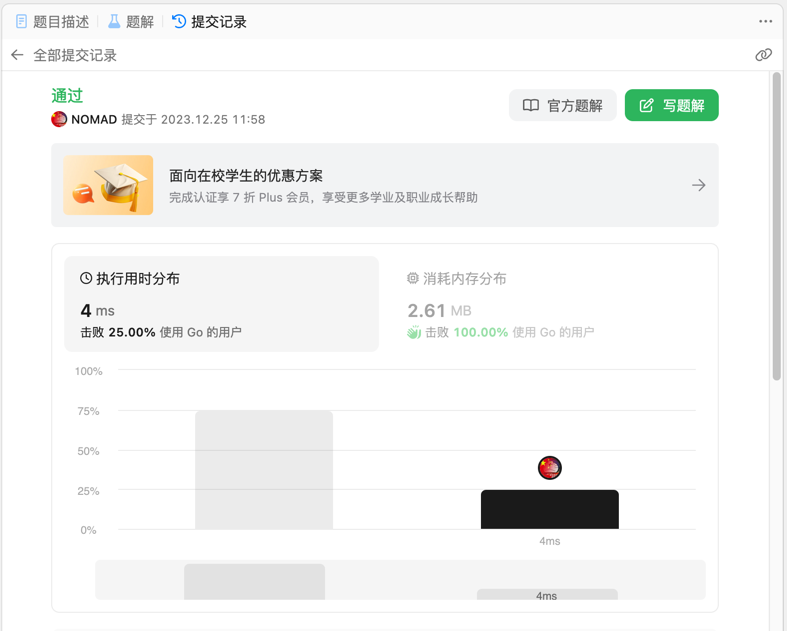 题目描述 题解 提交记录
全部提交记录
通过
NOMAD 提交于 2023.12.25 11:58
官方题解 写题解
面向在校学生的优惠方案
完成认证享 7 折 Plus 会员，享受更多学业及职业成长帮助
执行用时分布
4 ms
击败 25.00% 使用 Go 的用户
消耗内存分布
2.61 MB
击败 100.00% 使用 Go 的用户
100%
75%
50%
25%
0%
4ms
4ms